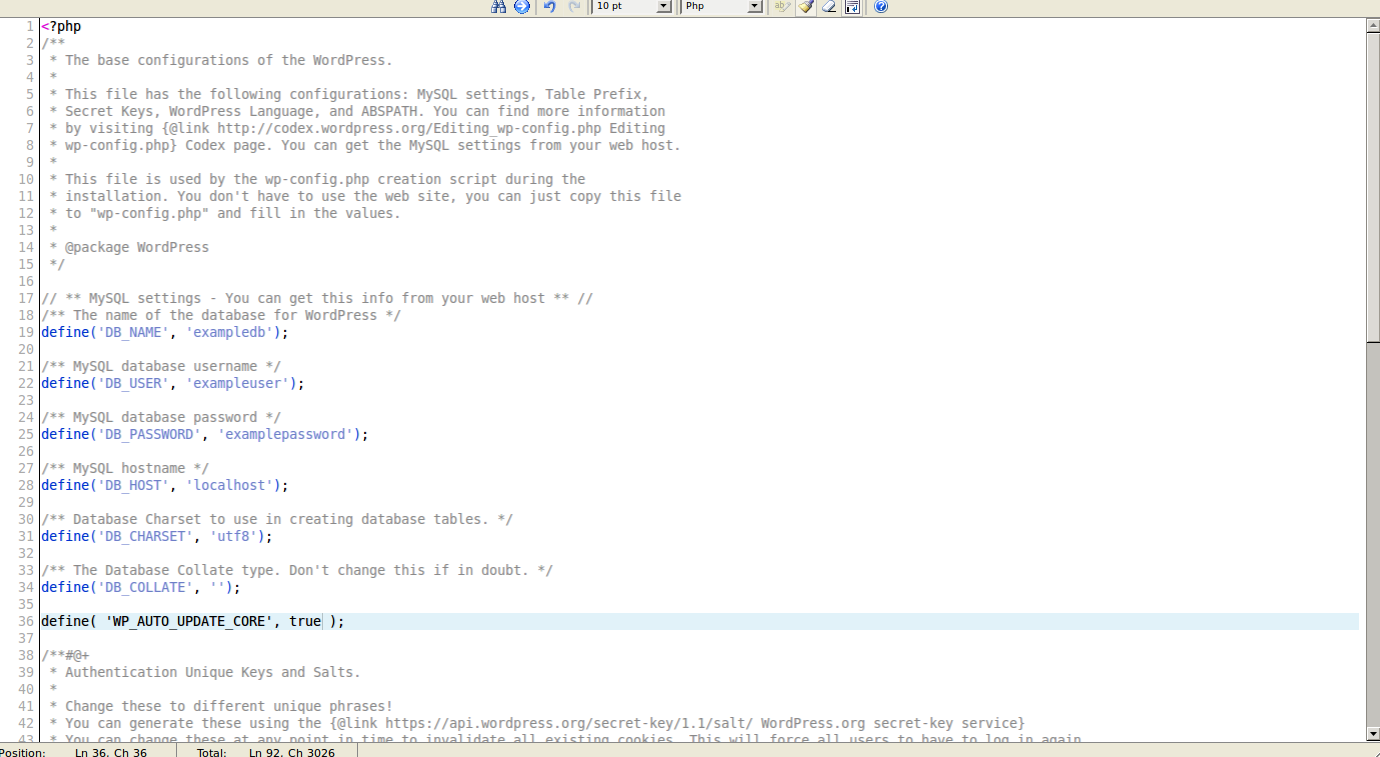 10 pt Php
1 <?php
2 /**
3  * The base configurations of the WordPress.
4  *
5  * This file has the following configurations: MySQL settings, Table Prefix,
6  * Secret Keys, WordPress Language, and ABSPATH. You can find more information
7  * by visiting {@link http://codex.wordpress.org/Editing_wp-config.php Editing
8  * wp-config.php} Codex page. You can get the MySQL settings from your web host.
9  *
10  * This file is used by the wp-config.php creation script during the
11  * installation. You don't have to use the web site, you can just copy this file
12  * to "wp-config.php" and fill in the values.
13  *
14  * @package WordPress
15  */
16
17 // ** MySQL settings - You can get this info from your web host ** //
18 /** The name of the database for WordPress */
19 define('DB_NAME', 'exampledb');
20
21 /** MySQL database username */
22 define('DB_USER', 'exampleuser');
23
24 /** MySQL database password */
25 define('DB_PASSWORD', 'examplepassword');
26
27 /** MySQL hostname */
28 define('DB_HOST', 'localhost');
29
30 /** Database Charset to use in creating database tables. */
31 define('DB_CHARSET', 'utf8');
32
33 /** The Database Collate type. Don't change this if in doubt. */
34 define('DB_COLLATE', '');
35
36 define( 'WP_AUTO_UPDATE_CORE', true );
37
38 /**#@+
39  * Authentication Unique Keys and Salts.
40  *
41  * Change these to different unique phrases!
42  * You can generate these using the {@link https://api.wordpress.org/secret-key/1.1/salt/ WordPress.org secret-key service}
43  * You can change these at any point in time to invalidate all existing cookies. This will force all users to have to log in again.
Position: Ln 36, Ch 36 Total: Ln 92, Ch 3026